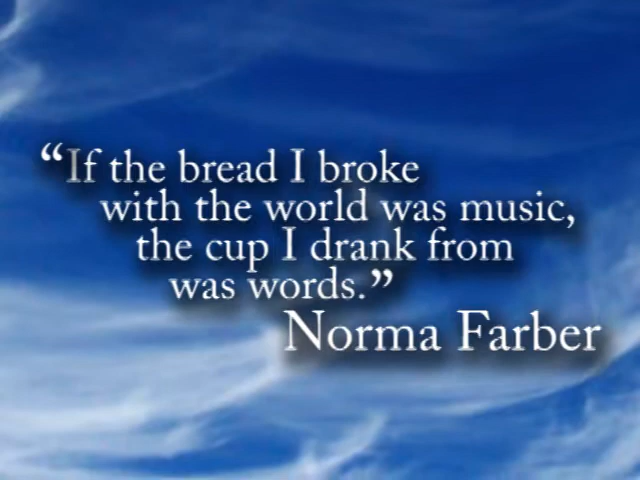 “If the bread I broke
with the world was music,
the cup I drank from
was words.”
Norma Farber